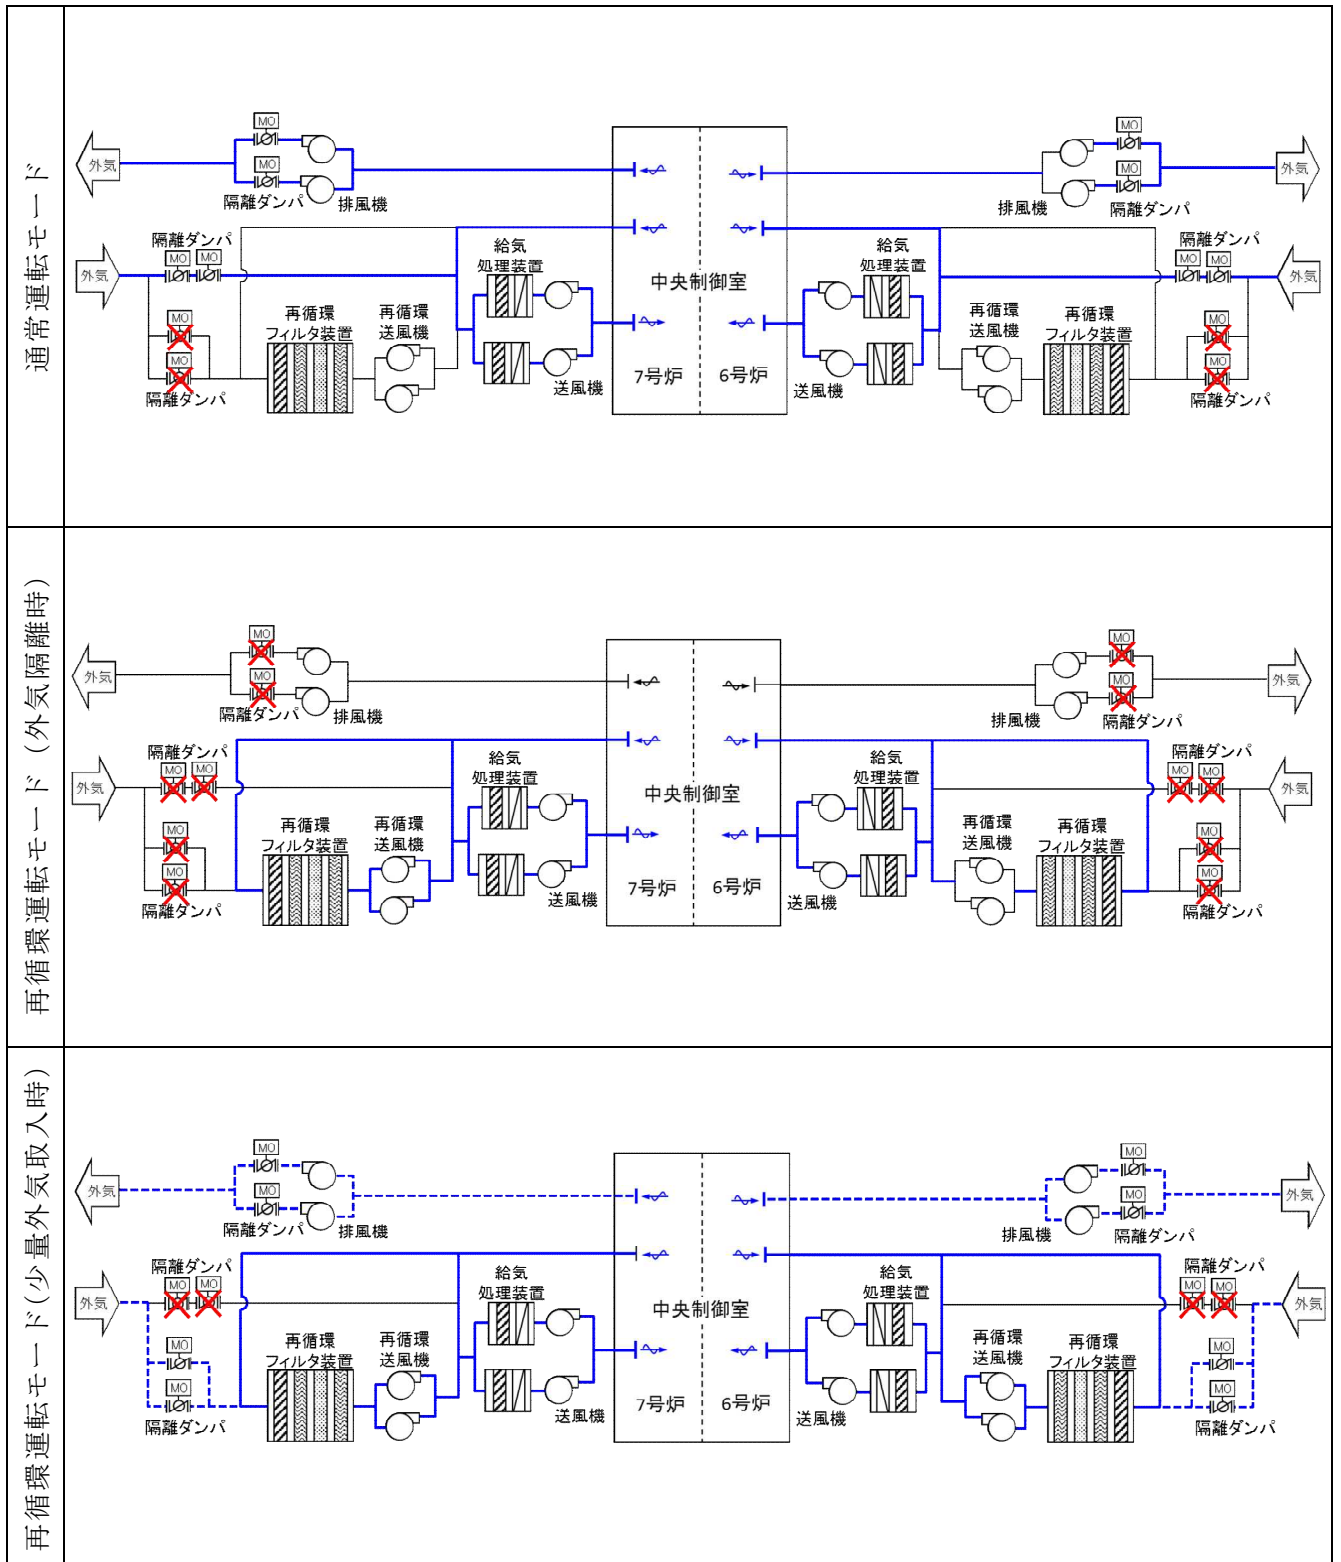 通常運転モード
MO
MO
外気
MO
MO
外気
隔離ダンパ
排風機
排風機
隔離ダンパ
隔離ダンパ
MO
MO
外気
給気
処理装置
中央制御室
給気
処理装置
隔離ダンパ
MO
MO
外気
MO
MO
隔離ダンパ
再循環
フィルタ装置
再循環
送風機
送風機
7号炉
6号炉
送風機
再循環
送風機
再循環
フィルタ装置
MO
MO
隔離ダンパ
再循環運転モード(外気隔離時)
MO
MO
外気
MO
MO
外気
隔離ダンパ
排風機
排風機
隔離ダンパ
隔離ダンパ
MO
MO
外気
給気
処理装置
中央制御室
給気
処理装置
隔離ダンパ
MO
MO
外気
MO
MO
隔離ダンパ
再循環
フィルタ装置
再循環
送風機
送風機
7号炉
6号炉
送風機
再循環
送風機
再循環
フィルタ装置
MO
MO
隔離ダンパ
再循環運転モード(少量外気取入時)
MO
MO
外気
MO
MO
外気
隔離ダンパ
排風機
排風機
隔離ダンパ
隔離ダンパ
MO
MO
外気
給気
処理装置
中央制御室
給気
処理装置
隔離ダンパ
MO
MO
外気
MO
MO
隔離ダンパ
再循環
フィルタ装置
再循環
送風機
送風機
7号炉
6号炉
送風機
再循環
送風機
再循環
フィルタ装置
MO
MO
隔離ダンパ